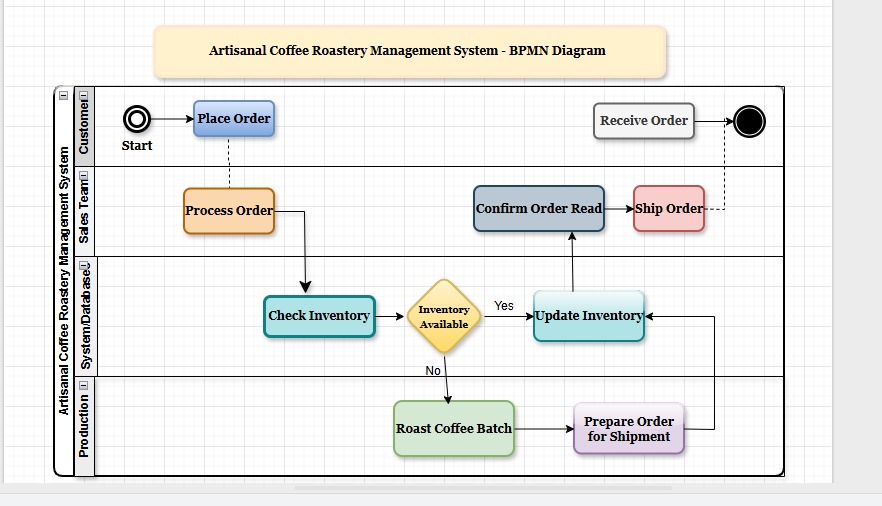 Artisanal Coffee Roastery Management System - BPMN Diagram
Artisanal Coffee Roastery Management System
Customer
Start
Place Order
Receive Order
Sales Team
Process Order
Confirm Order Read
Ship Order
System/Database
Check Inventory
Inventory
Available
Yes
Update Inventory
No
Production
Roast Coffee Batch
Prepare Order
for Shipment